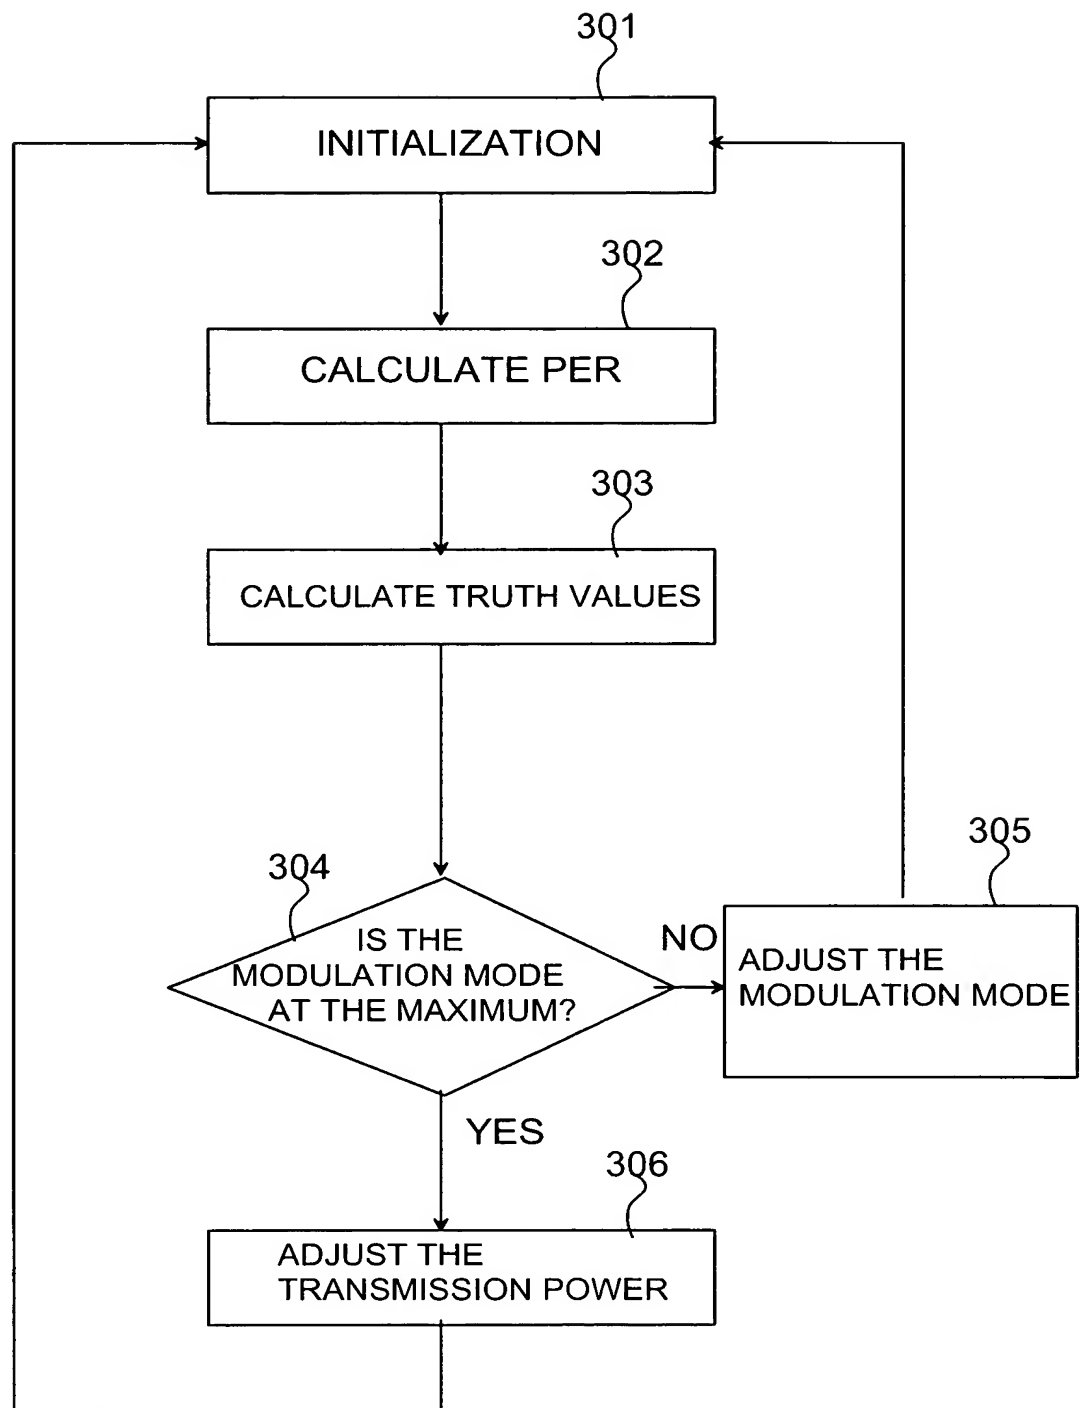 301
INITIALIZATION
302
CALCULATE PER
303
CALCULATE TRUTH VALUES
304
IS THE
MODULATION MODE
AT THE MAXIMUM?
NO
305
ADJUST THE
MODULATION MODE
YES
306
ADJUST THE
TRANSMISSION POWER